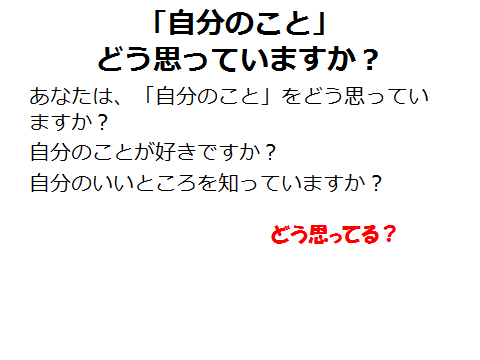 「自分のこと」
どう思っていますか？
あなたは、「自分のこと」をどう思ってい
ますか？
自分のことが好きですか？
自分のいいところを知っていますか？
どう思ってる？